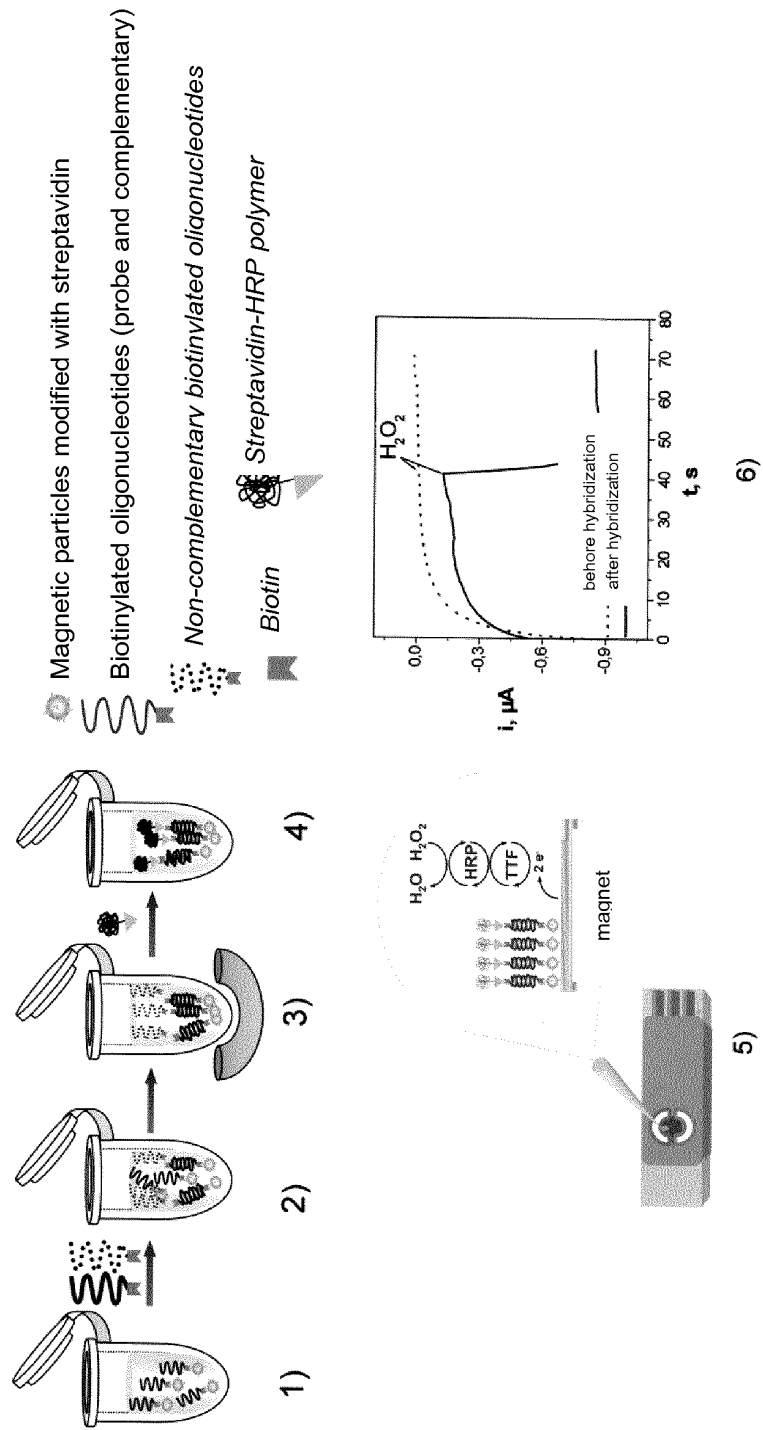 Magnetic particles modified with streptavidin
Biotinylated oligonucleotides (probe and complementary)
Non-complementary biotinylated oligonucleotides
Biotin
Streptavidin-HRP polymer
1)
2)
3)
4)
H2O H2O2
HRP
TTF
2 e-
magnet
5)
i, µA
0,0
-0,3
-0,6
-0,9
H2O2
behore hybridization
after hybridization
0 10 20 30 40 50 60 70 80
t, s
6)